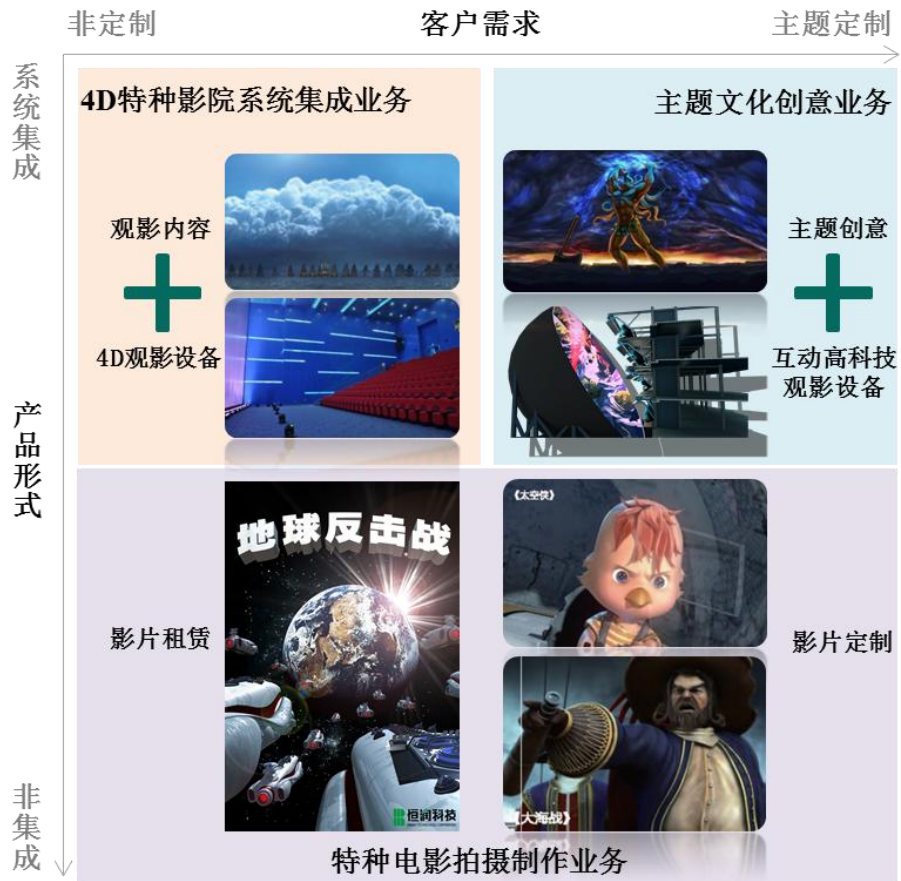 非定制
客户需求
主题定制
系统集成
4D特种影院系统集成业务
主题文化创意业务
观影内容
4D观影设备
主题创意
互动高科技
观影设备
产品形式
地球反击战
《太空侠》
影片租赁
影片定制
恒润科技
《大海战》
非集成
特种电影拍摄制作业务